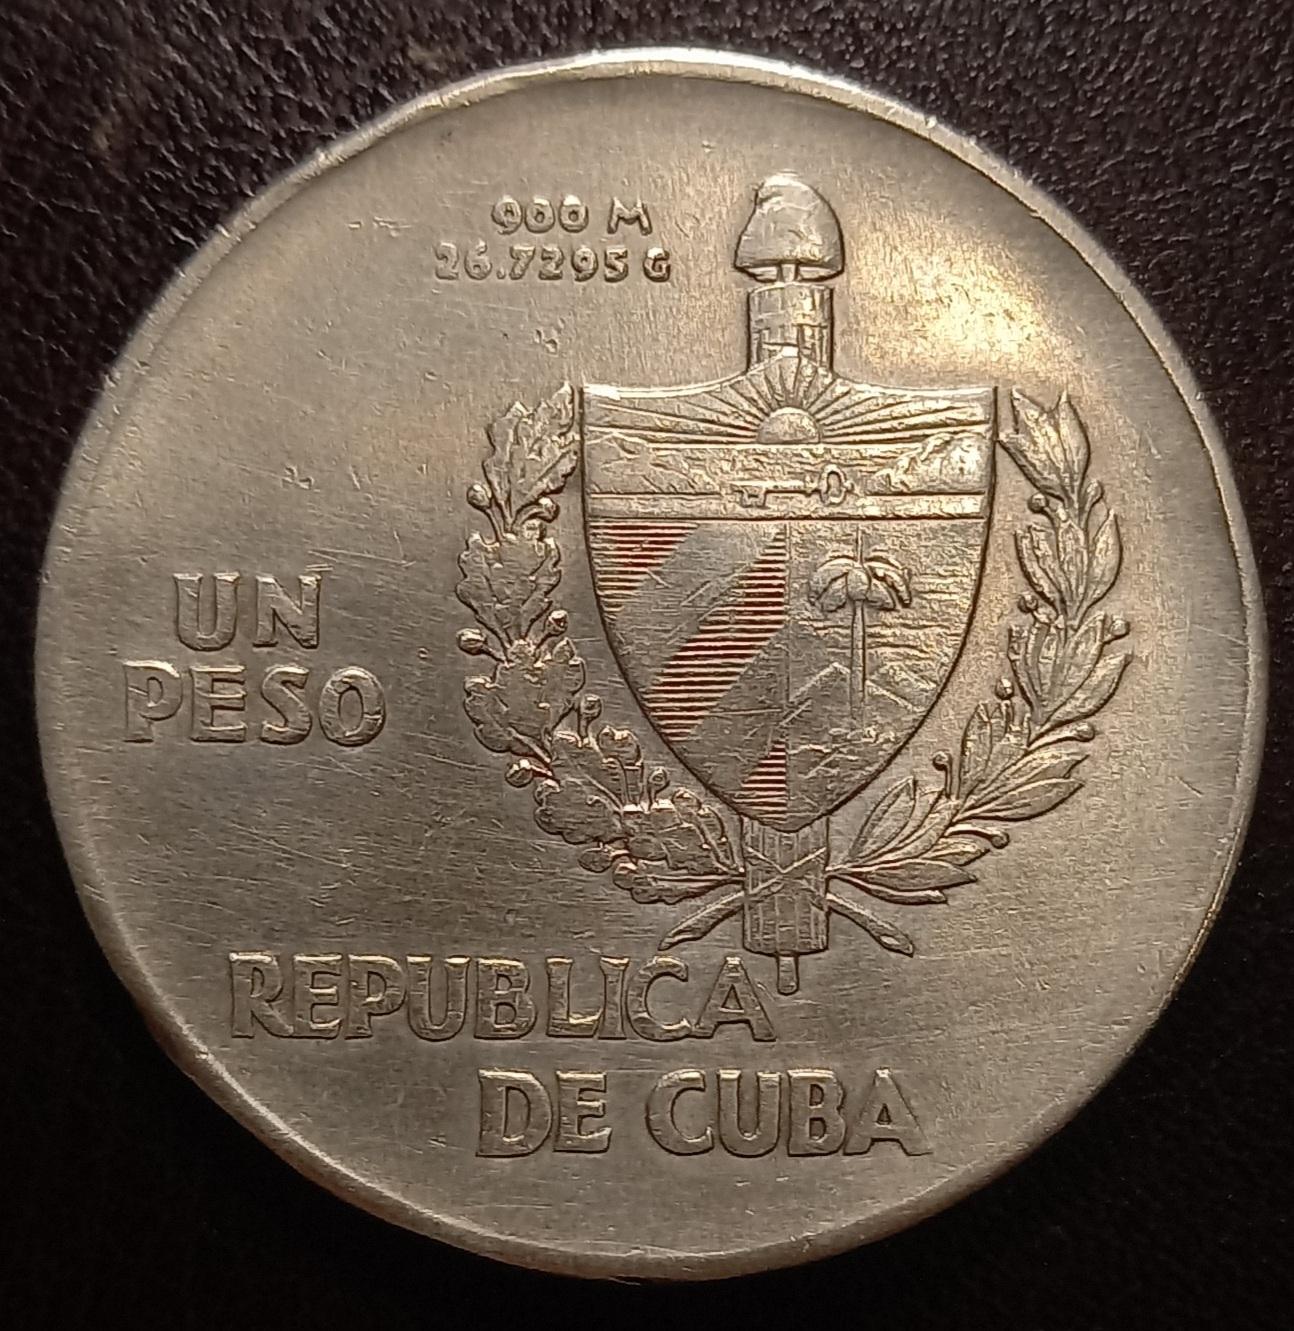 900 M
26.7295 G
UN
PESO
REPUBLICA
DE CUBA